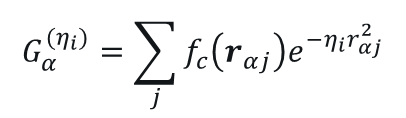 G_α^(η_i) = ∑_j f_c(𝒓_αj)e^(−η_i r_αj^2)